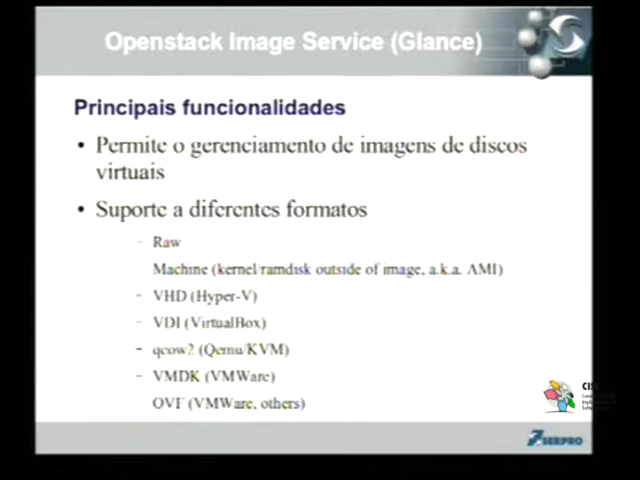 Openstack Image Service (Glance)
Principais funcionalidades
• Permite o gerenciamento de imagens de discos
virtuais
• Suporte a diferentes formatos
– Raw
Machine (kernel/ramdisk outside of image, a.k.a. AMI)
– VHD (Hyper-V)
– VDI (VirtualBox)
– qcow2 (Qemu/KVM)
– VMDK (VMWare)
OVF (VMWare, others)
SERPRO